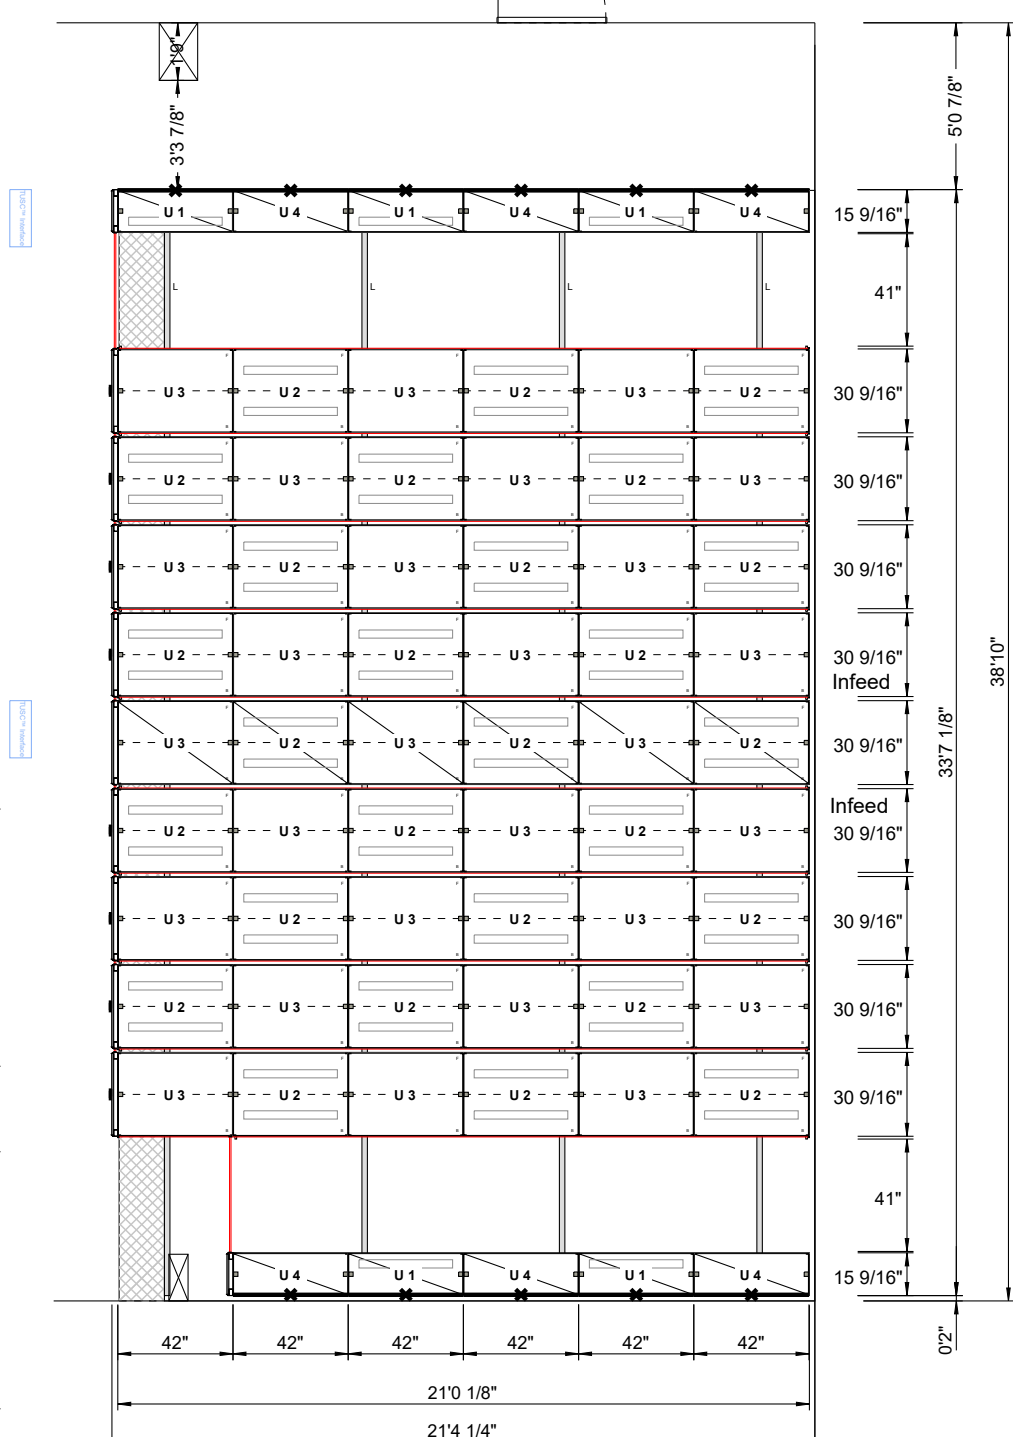 1'9"
3'3 7/8"
5'0 7/8"
TUSC™ Interface
U 1 U 4 U 1 U 4 U 1 U 4
15 9/16"
L L L L
41"
U 3 U 2 U 3 U 2 U 3 U 2
30 9/16"
U 2 U 3 U 2 U 3 U 2 U 3
30 9/16"
U 3 U 2 U 3 U 2 U 3 U 2
30 9/16"
U 2 U 3 U 2 U 3 U 2 U 3
30 9/16"
Infeed
38'10"
TUSC™ Interface
U 3 U 2 U 3 U 2 U 3 U 2
30 9/16"
33'7 1/8"
Infeed
U 2 U 3 U 2 U 3 U 2 U 3
30 9/16"
U 3 U 2 U 3 U 2 U 3 U 2
30 9/16"
U 2 U 3 U 2 U 3 U 2 U 3
30 9/16"
U 3 U 2 U 3 U 2 U 3 U 2
30 9/16"
41"
U 4 U 1 U 4 U 1 U 4
15 9/16"
0'2"
42" 42" 42" 42" 42" 42"
21'0 1/8"
21'4 1/4"